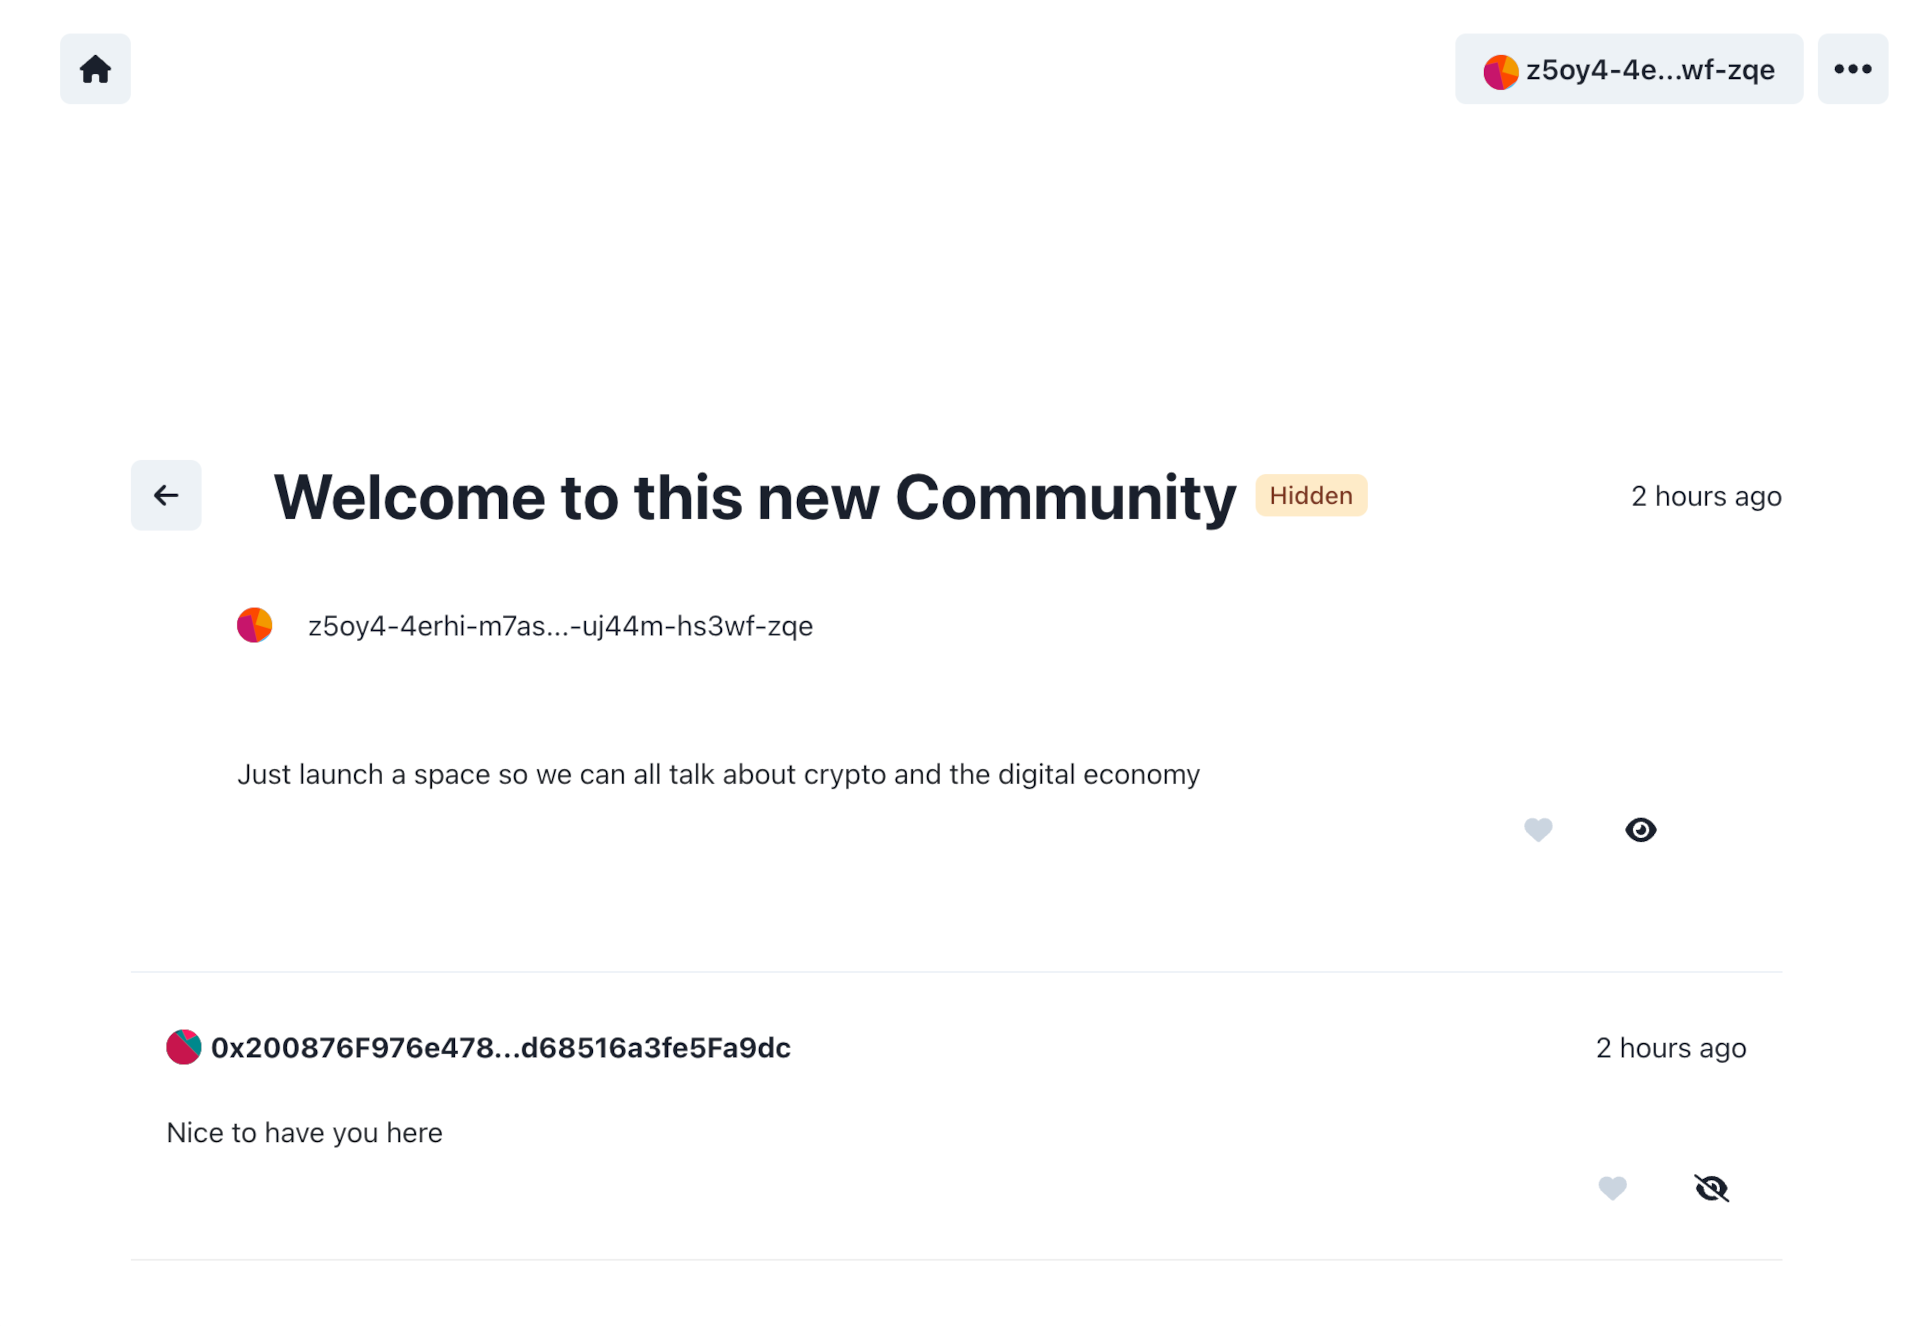 z5oy4-4e...wf-zqe
Welcome to this new Community Hidden 2 hours ago
z5oy4-4erhi-m7as...-uj44m-hs3wf-zqe
Just launch a space so we can all talk about crypto and the digital economy
0x200876F976e478...d68516a3fe5Fa9dc 2 hours ago
Nice to have you here